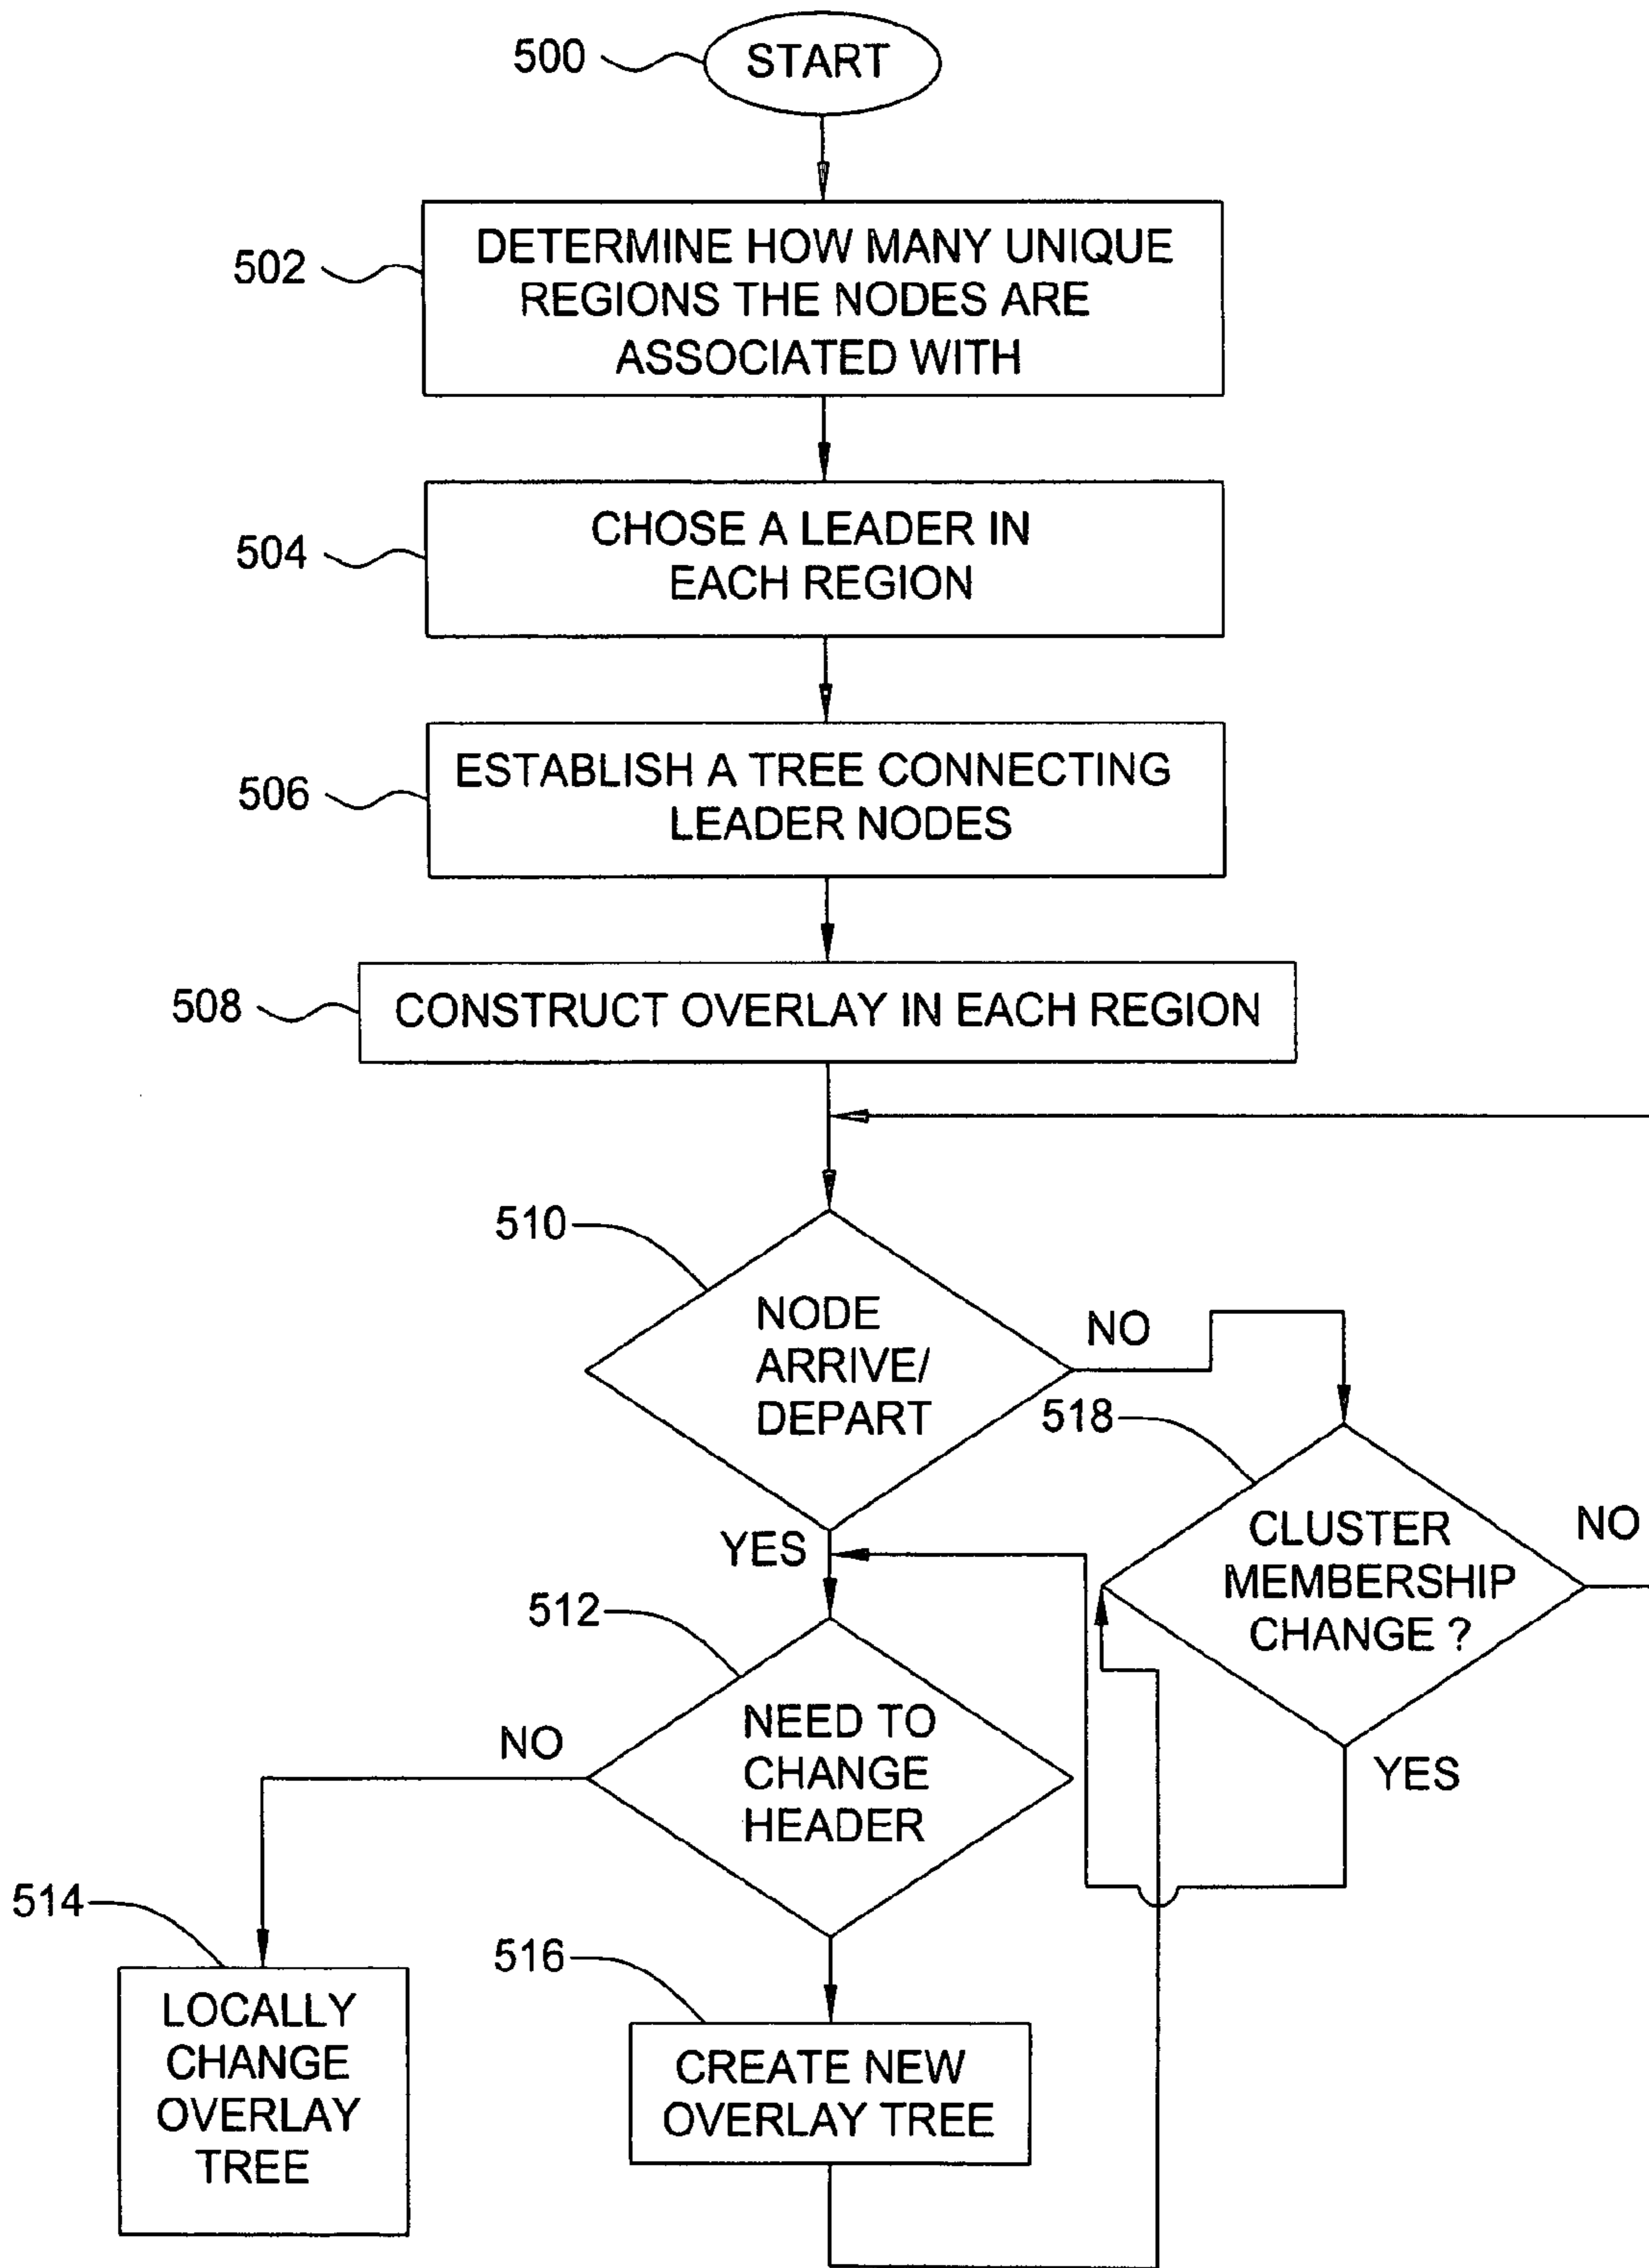 500
START
502
DETERMINE HOW MANY UNIQUE
REGIONS THE NODES ARE
ASSOCIATED WITH
504
CHOSE A LEADER IN
EACH REGION
506
ESTABLISH A TREE CONNECTING
LEADER NODES
508
CONSTRUCT OVERLAY IN EACH REGION
510
NODE
ARRIVE/
DEPART
NO
518
CLUSTER
MEMBERSHIP
CHANGE ?
NO
YES
YES
512
NEED TO
CHANGE
HEADER
NO
514
LOCALLY
CHANGE
OVERLAY
TREE
516
CREATE NEW
OVERLAY TREE